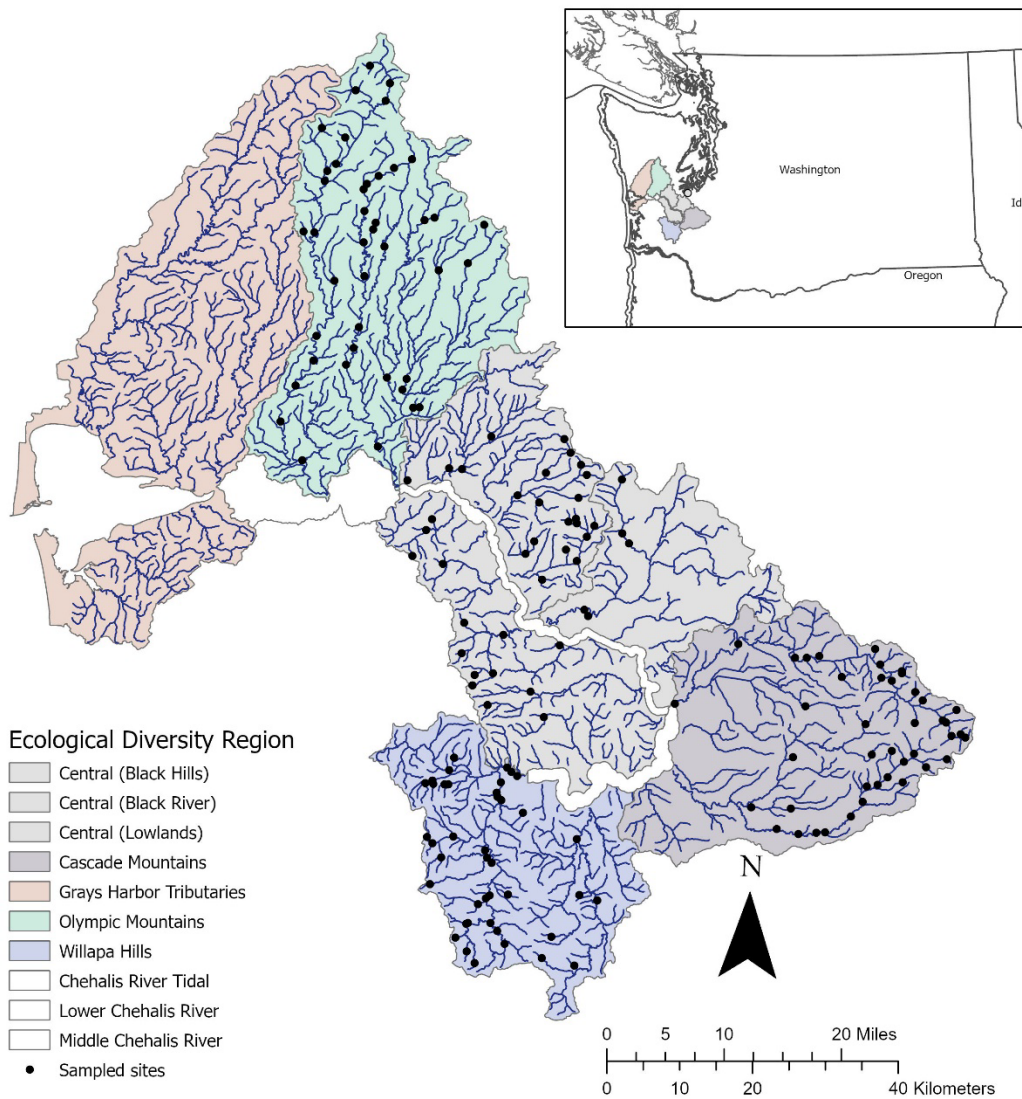 Washington
Id
Oregon
Ecological Diversity Region
Central (Black Hills)
Central (Black River)
Central (Lowlands)
Cascade Mountains
Grays Harbor Tributaries
Olympic Mountains
Willapa Hills
Chehalis River Tidal
Lower Chehalis River
Middle Chehalis River
Sampled sites
N
0 5 10 20 Miles
0 10 20 40 Kilometers